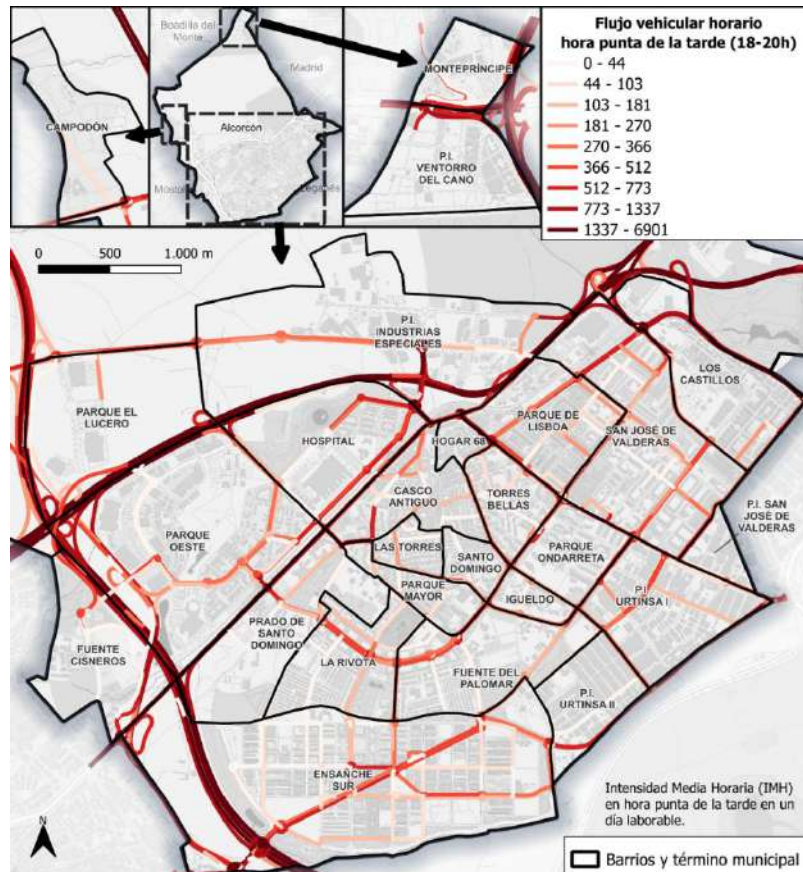 Boadilla del
Monte
Madrid
Alcorcón
Móstoles
Leganés
CAMPODÓN
MONTEPRÍNCIPE
P.I.
VENTORRO
DEL CANO
Flujo vehicular horario
hora punta de la tarde (18-20h)
0 - 44
44 - 103
103 - 181
181 - 270
270 - 366
366 - 512
512 - 773
773 - 1337
1337 - 6901
0 500 1.000 m
P.I.
INDUSTRIAS
ESPECIALES
LOS
CASTILLOS
PARQUE EL
LUCERO
PARQUE DE
LISBOA
HOSPITAL
HOGAR 68
SAN JOSÉ DE
VALDERAS
CASCO
ANTIGUO
TORRES
BELLAS
P.I. SAN
JOSÉ DE
VALDERAS
PARQUE
OESTE
LAS TORRES
SANTO
DOMINGO
PARQUE
ONDARRETA
PARQUE
MAYOR
IGUELDO
P.I.
URTINSA I
PRADO DE
SANTO
DOMINGO
FUENTE
CISNEROS
LA RIVOTA
FUENTE DEL
PALOMAR
P.I.
URTINSA II
ENSANCHE
SUR
Intensidad Media Horaria (IMH)
en hora punta de la tarde en un
día laborable.
N
Barrios y término municipal